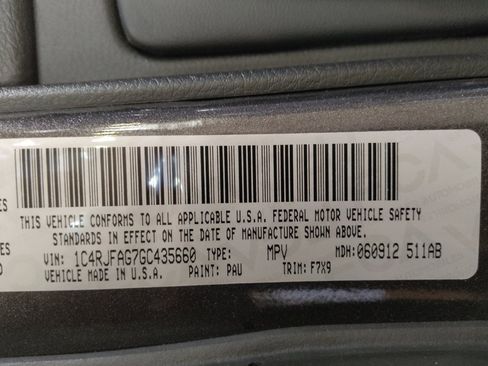 THIS VEHICLE CONFORMS TO ALL APPLICABLE U.S.A. FEDERAL MOTOR VEHICLE SAFETY
STANDARDS IN EFFECT ON THE DATE OF MANUFACTURE SHOWN ABOVE.
VIN: 1C4RJFAG7GC435660 TYPE: MPV MDH: 060912 511AB
VEHICLE MADE IN U.S.A. PAINT: PAU TRIM: F7X9